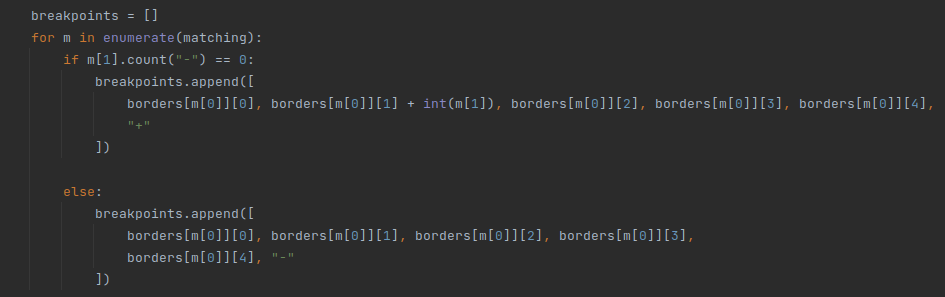 breakpoints = []
for m in enumerate(matching):
    if m[1].count("-") == 0:
        breakpoints.append([
            borders[m[0]][0], borders[m[0]][1] + int(m[1]), borders[m[0]][2], borders[m[0]][3], borders[m[0]][4],
            "+"
        ])
    else:
        breakpoints.append([
            borders[m[0]][0], borders[m[0]][1], borders[m[0]][2], borders[m[0]][3],
            borders[m[0]][4], "-"
        ])